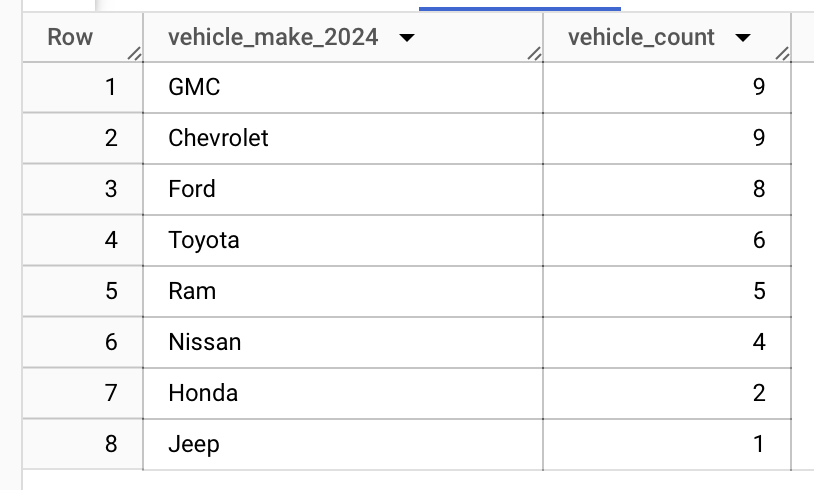 Row vehicle_make_2024 vehicle_count
1 GMC 9
2 Chevrolet 9
3 Ford 8
4 Toyota 6
5 Ram 5
6 Nissan 4
7 Honda 2
8 Jeep 1